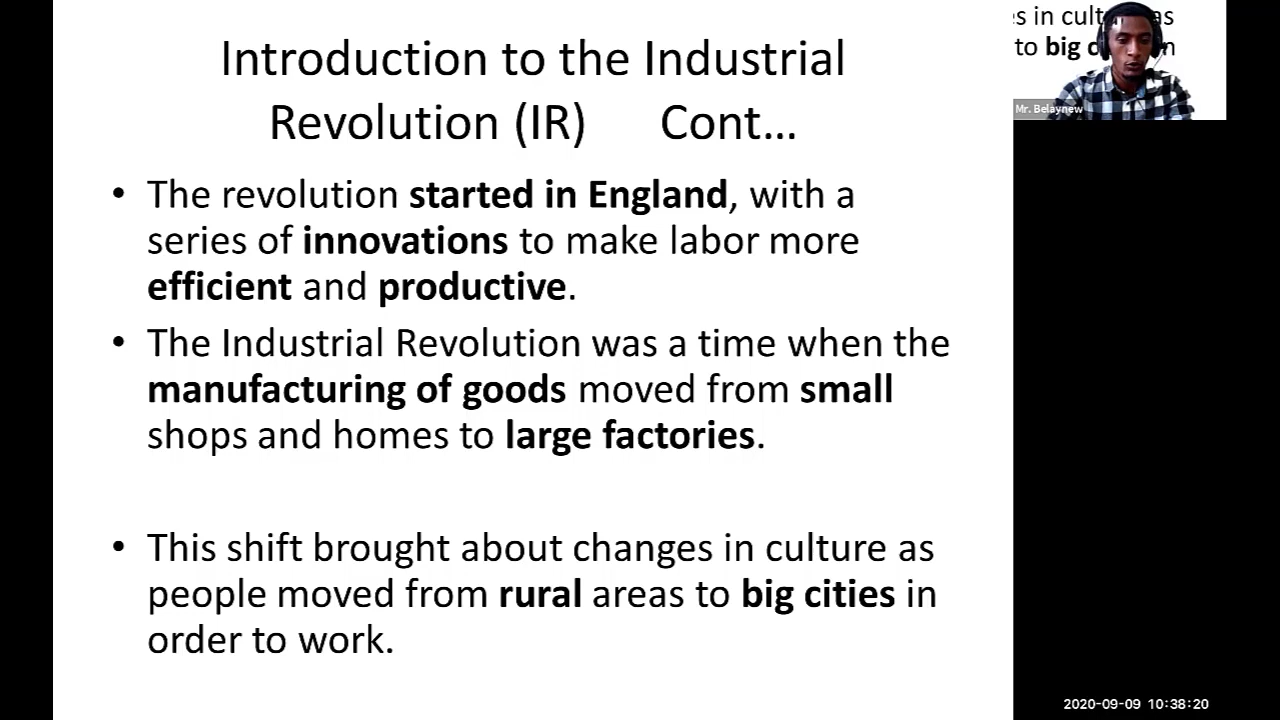 Introduction to the Industrial
Revolution (IR) Cont...
• The revolution started in England, with a
series of innovations to make labor more
efficient and productive.
• The Industrial Revolution was a time when the
manufacturing of goods moved from small
shops and homes to large factories.
• This shift brought about changes in culture as
people moved from rural areas to big cities in
order to work.
in
as
to big
Mr. Belaynew
2020-09-09 10:38:20